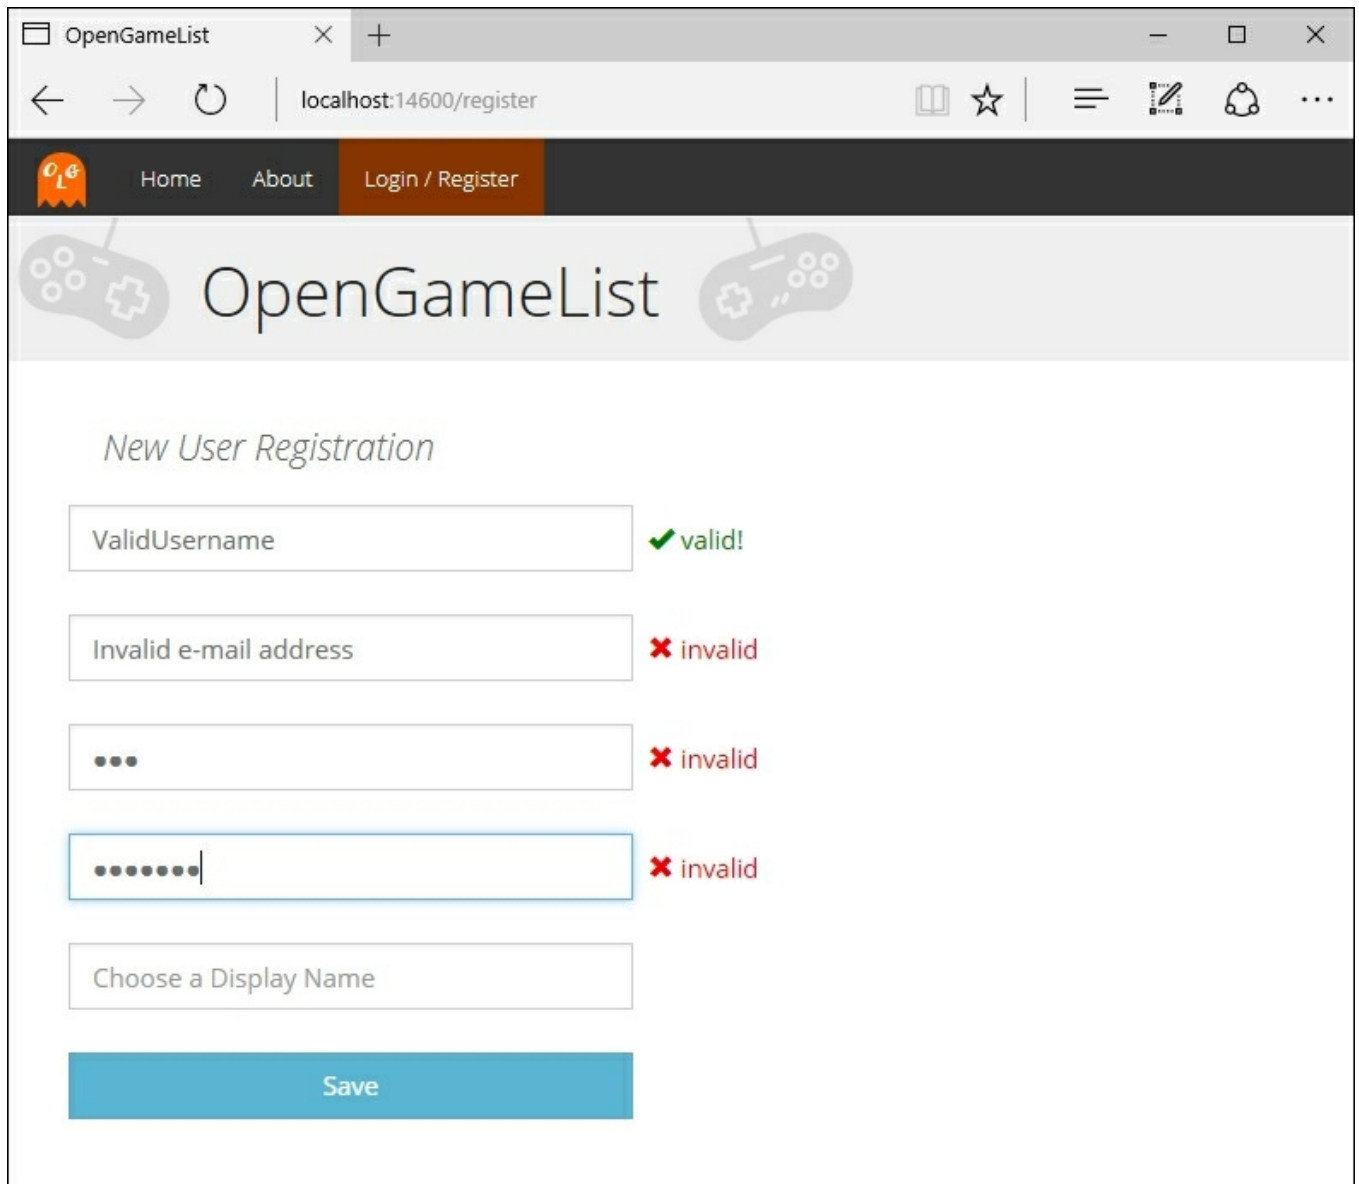 OpenGameList
localhost:14600/register
OLG Home About Login / Register
OpenGameList
New User Registration
ValidUsername ✔ valid!
Invalid e-mail address ✖ invalid
••• ✖ invalid
••••••• ✖ invalid
Choose a Display Name
Save